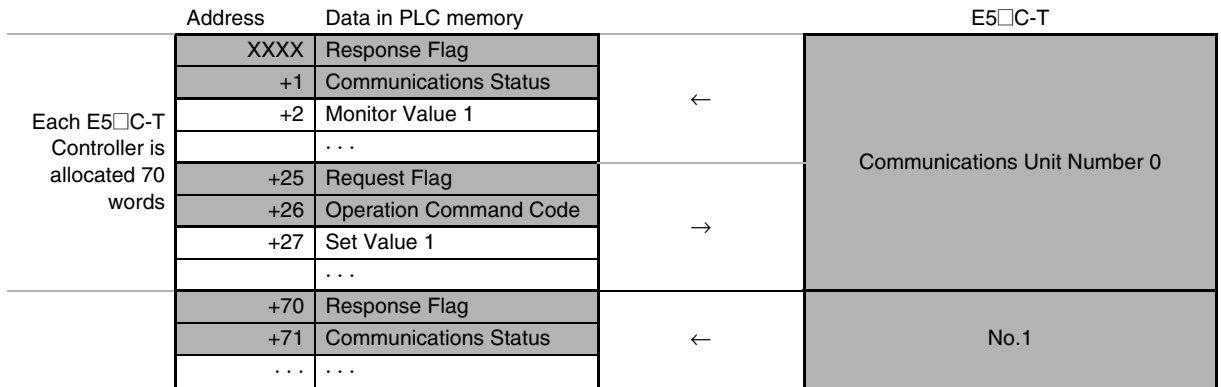 Address Data in PLC memory E5□C-T
XXXX Response Flag
+1 Communications Status
←
+2 Monitor Value 1
Each E5□C-T
Controller is
allocated 70
words
. . .
Communications Unit Number 0
+25 Request Flag
+26 Operation Command Code
→
+27 Set Value 1
. . .
+70 Response Flag
+71 Communications Status ← No.1
. . . . . .